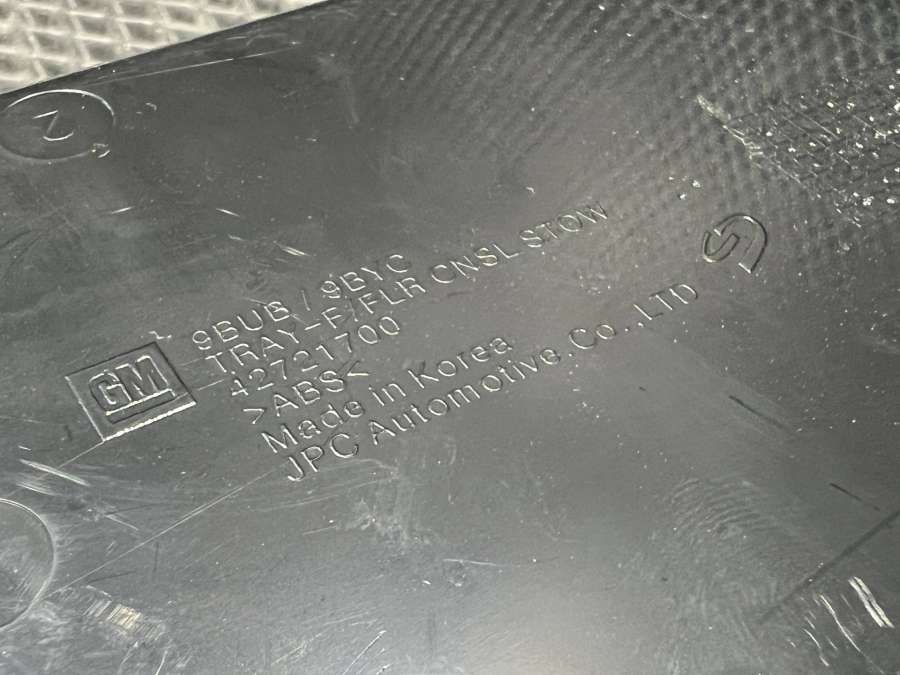 Z
9BUB / 9BYC
TRAY-F/FLR CNSL STOW
42721700
>ABS<
GM
Made in Korea
JPC Automotive.Co.,LTD